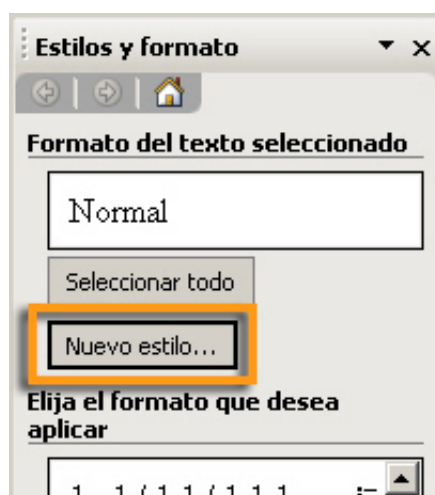 Estilos y formato
Formato del texto seleccionado
Normal
Seleccionar todo
Nuevo estilo...
Elija el formato que desea
aplicar